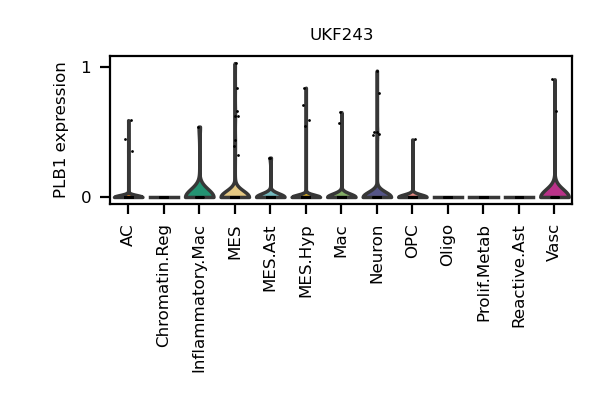 UKF243
PLB1 expression
1
0
AC
Chromatin.Reg
Inflammatory.Mac
MES
MES.Ast
MES.Hyp
Mac
Neuron
OPC
Oligo
Prolif.Metab
Reactive.Ast
Vasc